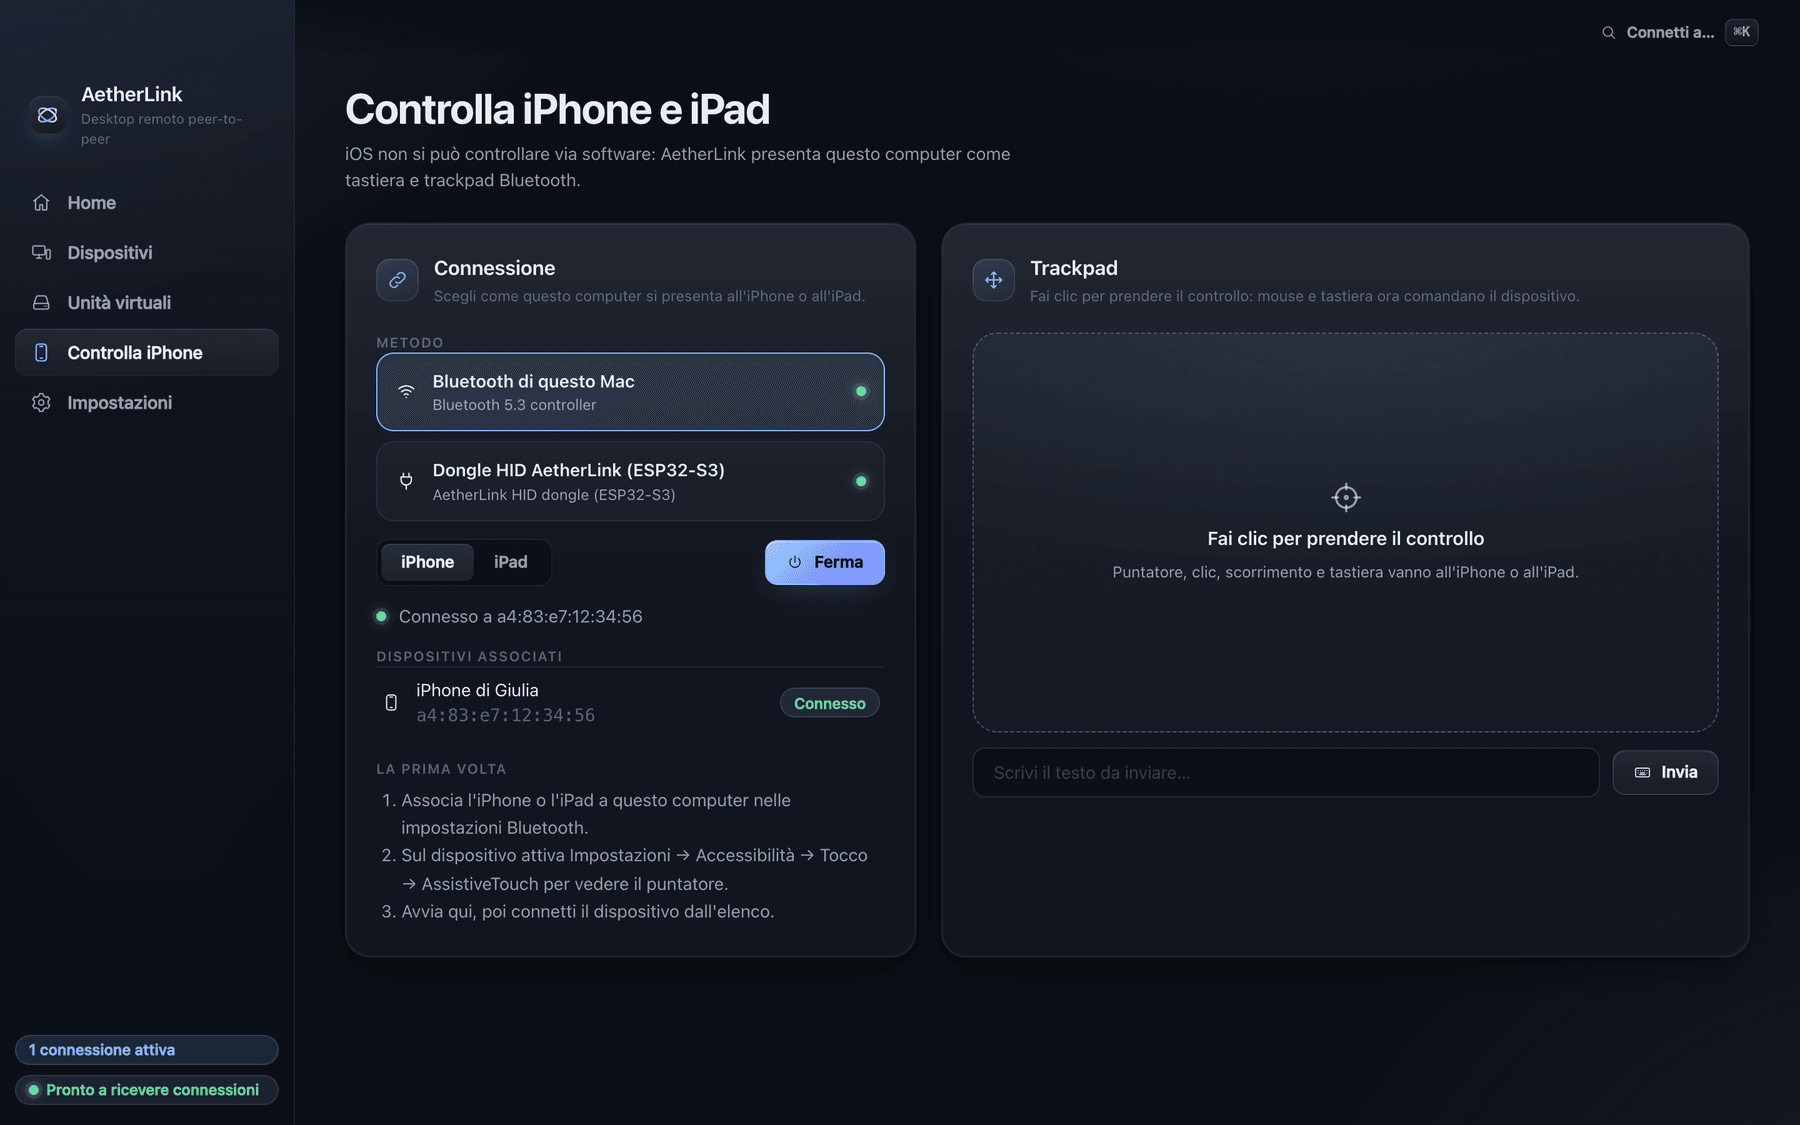 Connetti a...
⌘K
AetherLink
Desktop remoto peer-to-
peer
Home
Dispositivi
Unità virtuali
Controlla iPhone
Impostazioni
1 connessione attiva
Pronto a ricevere connessioni
Controlla iPhone e iPad
iOS non si può controllare via software: AetherLink presenta questo computer come
tastiera e trackpad Bluetooth.
Connessione
Scegli come questo computer si presenta all'iPhone o all'iPad.
METODO
Bluetooth di questo Mac
Bluetooth 5.3 controller
Dongle HID AetherLink (ESP32-S3)
AetherLink HID dongle (ESP32-S3)
iPhone
iPad
Ferma
Connesso a a4:83:e7:12:34:56
DISPOSITIVI ASSOCIATI
iPhone di Giulia
a4:83:e7:12:34:56
Connesso
LA PRIMA VOLTA
1. Associa l'iPhone o l'iPad a questo computer nelle
impostazioni Bluetooth.
2. Sul dispositivo attiva Impostazioni → Accessibilità → Tocco
→ AssistiveTouch per vedere il puntatore.
3. Avvia qui, poi connetti il dispositivo dall'elenco.
Trackpad
Fai clic per prendere il controllo: mouse e tastiera ora comandano il dispositivo.
Fai clic per prendere il controllo
Puntatore, clic, scorrimento e tastiera vanno all'iPhone o all'iPad.
Scrivi il testo da inviare...
Invia